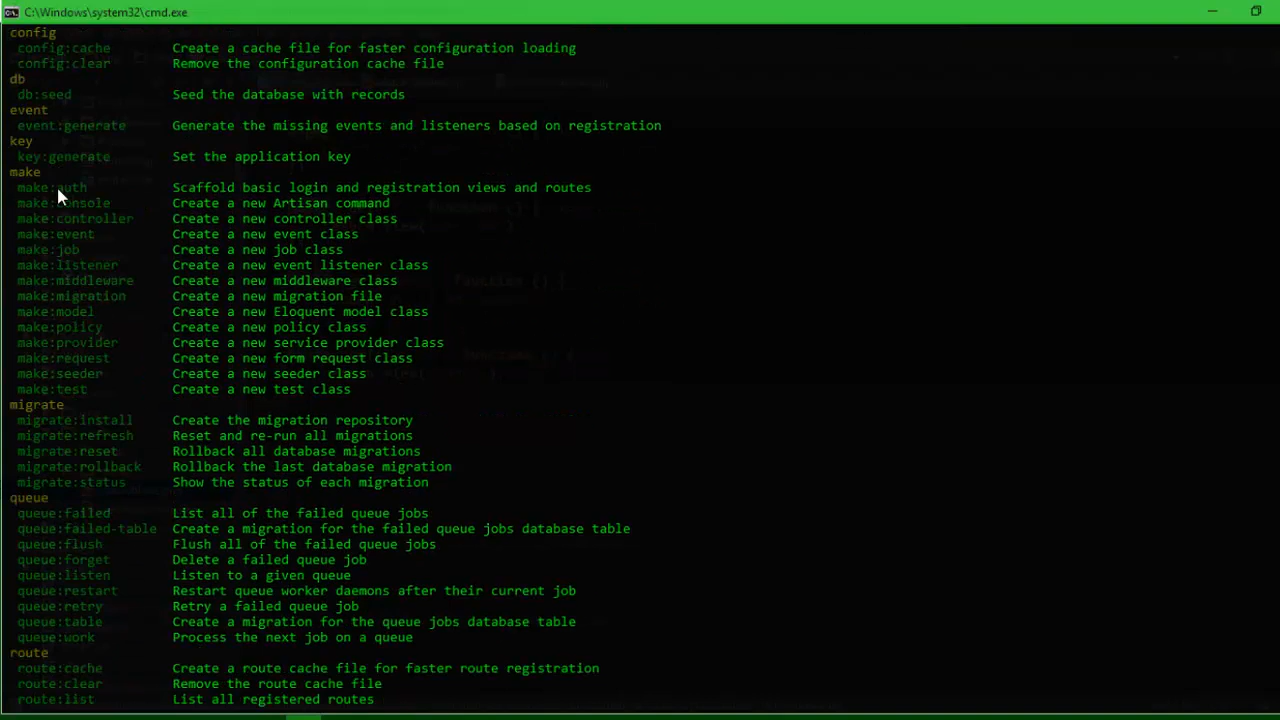 C:\Windows\system32\cmd.exe
config
config:cache Create a cache file for faster configuration loading
config:clear Remove the configuration cache file
db
db:seed Seed the database with records
event
event:generate Generate the missing events and listeners based on registration
key
key:generate Set the application key
make
make:auth Scaffold basic login and registration views and routes
make:console Create a new Artisan command
make:controller Create a new controller class
make:event Create a new event class
make:job Create a new job class
make:listener Create a new event listener class
make:middleware Create a new middleware class
make:migration Create a new migration file
make:model Create a new Eloquent model class
make:policy Create a new policy class
make:provider Create a new service provider class
make:request Create a new form request class
make:seeder Create a new seeder class
make:test Create a new test class
migrate
migrate:install Create the migration repository
migrate:refresh Reset and re-run all migrations
migrate:reset Rollback all database migrations
migrate:rollback Rollback the last database migration
migrate:status Show the status of each migration
queue
queue:failed List all of the failed queue jobs
queue:failed-table Create a migration for the failed queue jobs database table
queue:flush Flush all of the failed queue jobs
queue:forget Delete a failed queue job
queue:listen Listen to a given queue
queue:restart Restart queue worker daemons after their current job
queue:retry Retry a failed queue job
queue:table Create a migration for the queue jobs database table
queue:work Process the next job on a queue
route
route:cache Create a route cache file for faster route registration
route:clear Remove the route cache file
route:list List all registered routes